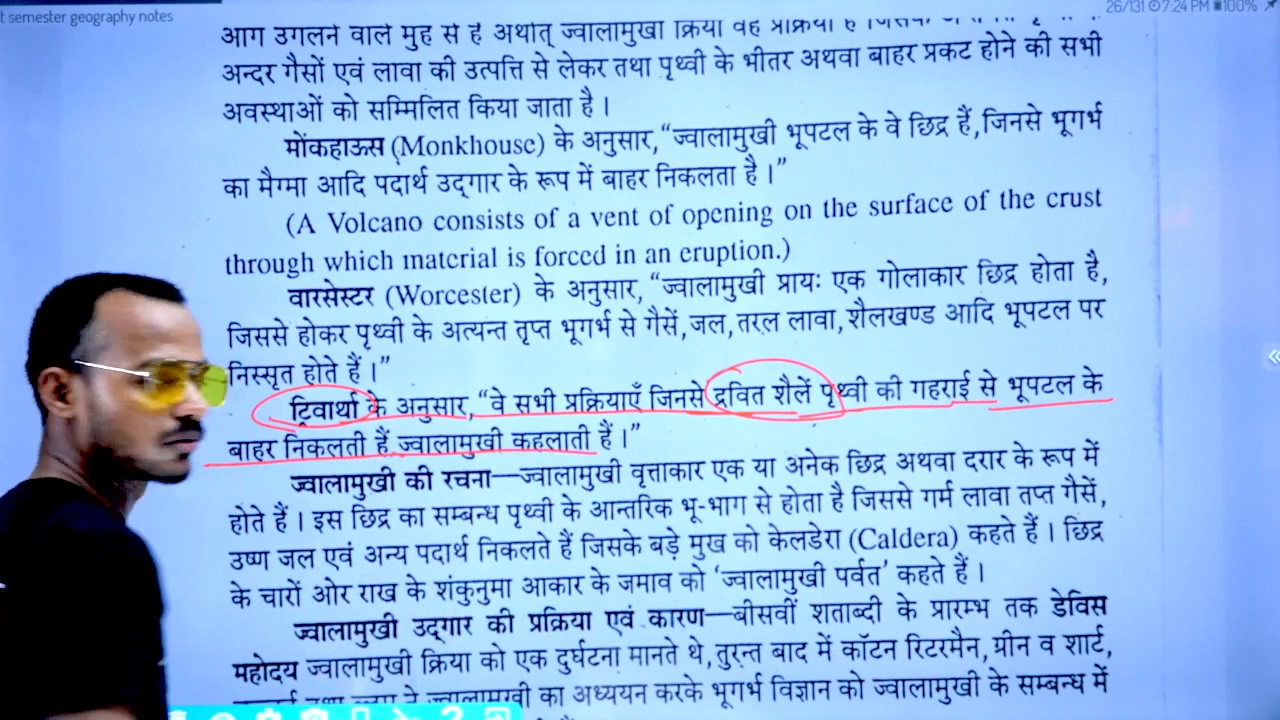 t semester geography notes
26/131 7:24 PM 100%
आग उगलने वाले मुह से है अर्थात् ज्वालामुखी क्रिया वह प्रक्रिया है
अन्दर गैसों एवं लावा की उत्पत्ति से लेकर तथा पृथ्वी के भीतर अथवा बाहर प्रकट होने की सभी
अवस्थाओं को सम्मिलित किया जाता है।
मोंकहाऊस (Monkhouse) के अनुसार, “ज्वालामुखी भूपटल के वे छिद्र हैं, जिनसे भूगर्भ
का मैग्मा आदि पदार्थ उद्गार के रूप में बाहर निकलता है।”
(A Volcano consists of a vent of opening on the surface of the crust
through which material is forced in an eruption.)
वारसेस्टर (Worcester) के अनुसार, “ज्वालामुखी प्रायः एक गोलाकार छिद्र होता है,
जिससे होकर पृथ्वी के अत्यन्त तृप्त भूगर्भ से गैसें, जल, तरल लावा, शैलखण्ड आदि भूपटल पर
निस्सृत होते हैं।”
ट्रिवार्था के अनुसार, “वे सभी प्रक्रियाएँ जिनसे द्रवित शैलें पृथ्वी की गहराई से भूपटल के
बाहर निकलती हैं ज्वालामुखी कहलाती हैं।”
ज्वालामुखी की रचना—ज्वालामुखी वृत्ताकार एक या अनेक छिद्र अथवा दरार के रूप में
होते हैं। इस छिद्र का सम्बन्ध पृथ्वी के आन्तरिक भू-भाग से होता है जिससे गर्म लावा तप्त गैसें,
उष्ण जल एवं अन्य पदार्थ निकलते हैं जिसके बड़े मुख को केलडेरा (Caldera) कहते हैं। छिद्र
के चारों ओर राख के शंकुनुमा आकार के जमाव को ‘ज्वालामुखी पर्वत’ कहते हैं।
ज्वालामुखी उद्गार की प्रक्रिया एवं कारण—बीसवीं शताब्दी के प्रारम्भ तक डेविस
महोदय ज्वालामुखी क्रिया को एक दुर्घटना मानते थे, तुरन्त बाद में कॉटन रिटरमैन, ग्रीन व शार्ट,
ज्वालामुखी का अध्ययन करके भूगर्भ विज्ञान को ज्वालामुखी के सम्बन्ध में